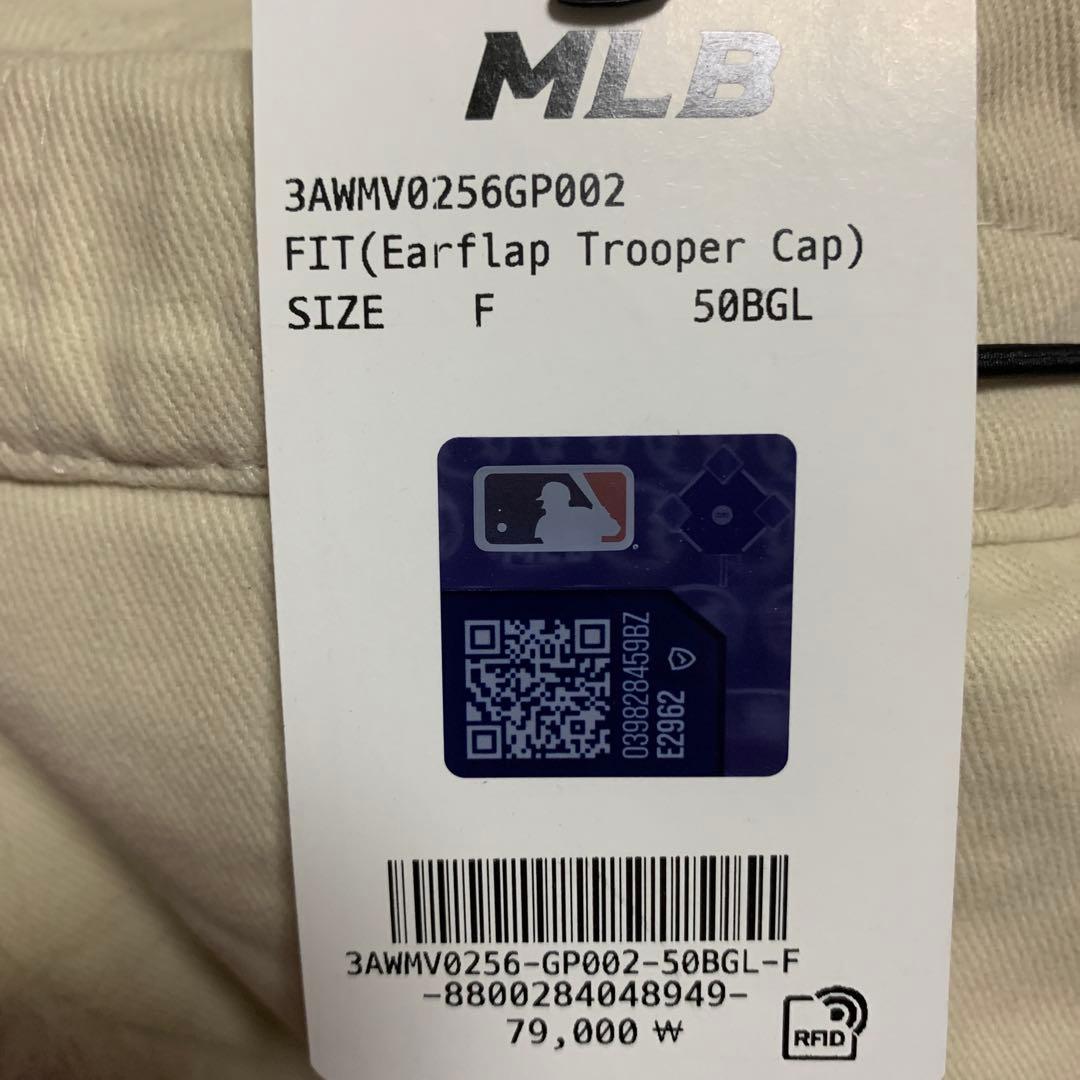 MLB
3AWMV0256GP002
FIT(Earflap Trooper Cap)
SIZE F 50BGL
039828459BZ
E2962
3AWMV0256-GP002-50BGL-F
-8800284048949-
79,000 ₩
RFID